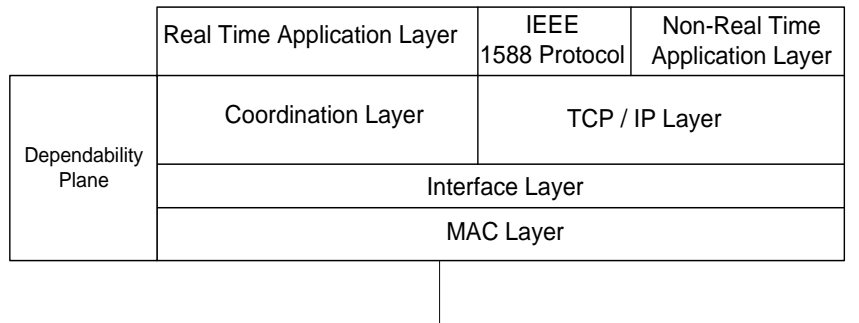 Real Time Application Layer
IEEE
1588 Protocol
Non-Real Time
Application Layer
Dependability
Plane
Coordination Layer
TCP / IP Layer
Interface Layer
MAC Layer